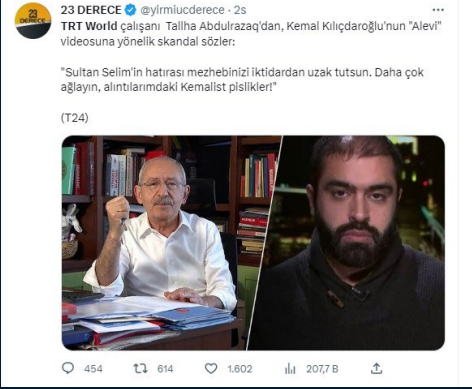 23 DERECE @yirmiucderece · 2s
TRT World çalışanı Tallha Abdulrazaq'dan, Kemal Kılıçdaroğlu'nun "Alevi"
videosuna yönelik skandal sözler:
"Sultan Selim'in hatırası mezhebinizi iktidardan uzak tutsun. Daha çok
ağlayın, alıntılarımdaki Kemalist pislikler!"
(T24)
454 614 1.602 207,7 B
23
DERECE